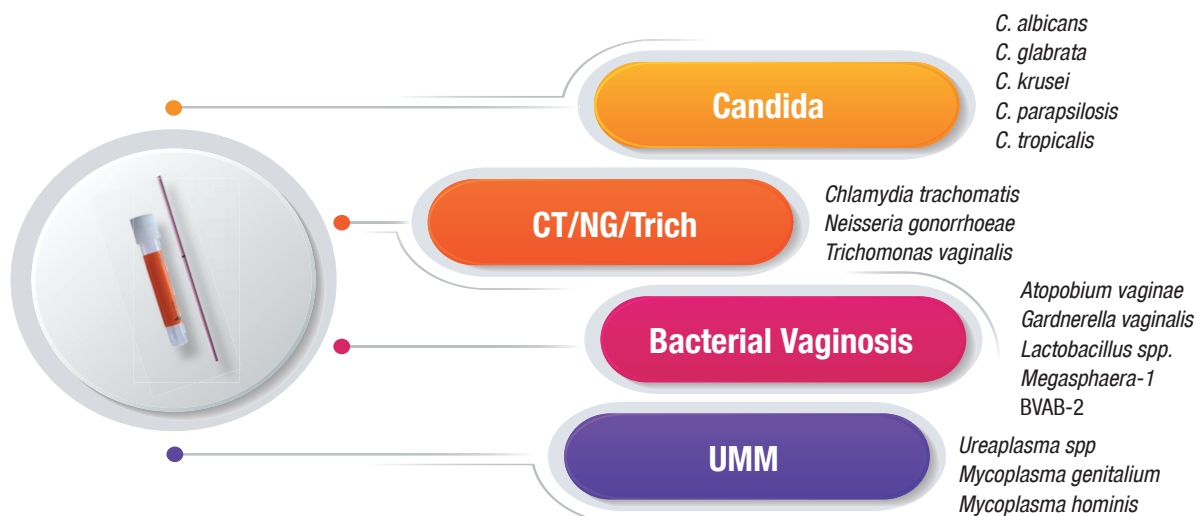 Candida
C. albicans
C. glabrata
C. krusei
C. parapsilosis
C. tropicalis
CT/NG/Trich
Chlamydia trachomatis
Neisseria gonorrhoeae
Trichomonas vaginalis
Bacterial Vaginosis
Atopobium vaginae
Gardnerella vaginalis
Lactobacillus spp.
Megasphaera-1
BVAB-2
UMM
Ureaplasma spp
Mycoplasma genitalium
Mycoplasma hominis